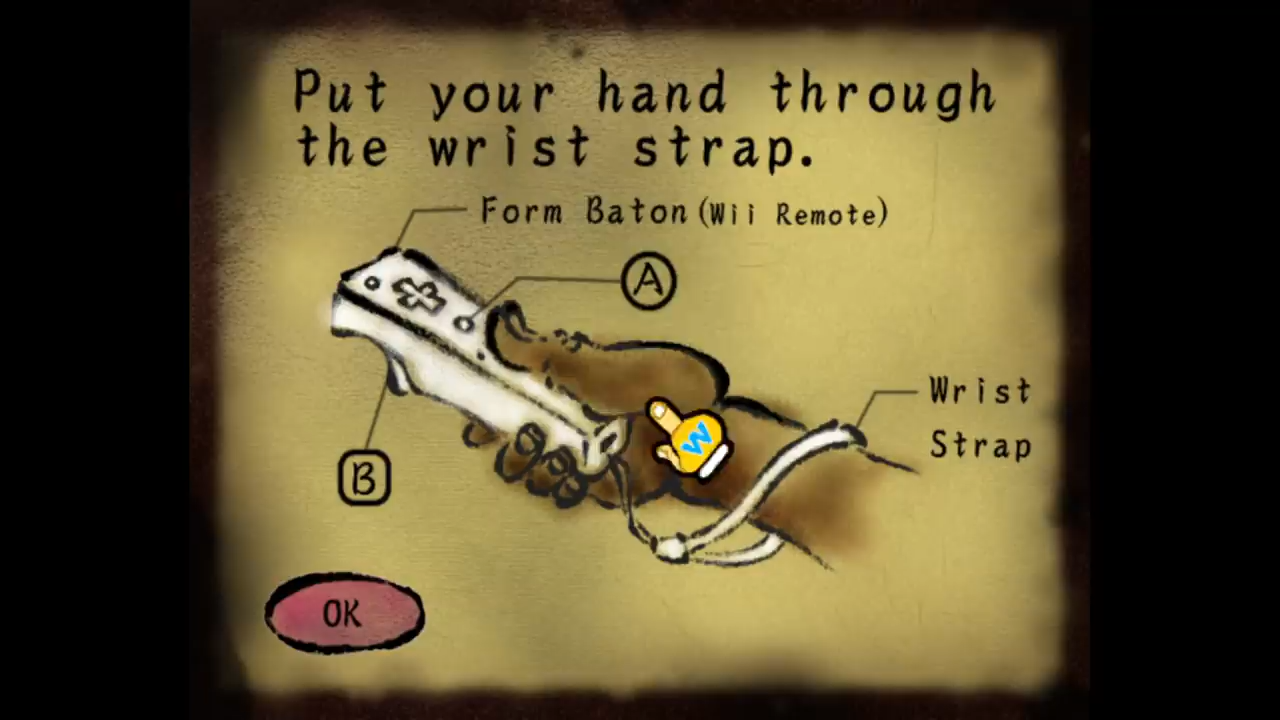 Put your hand through
the wrist strap.
Form Baton (Wii Remote)
A
Wrist
Strap
W
B
OK